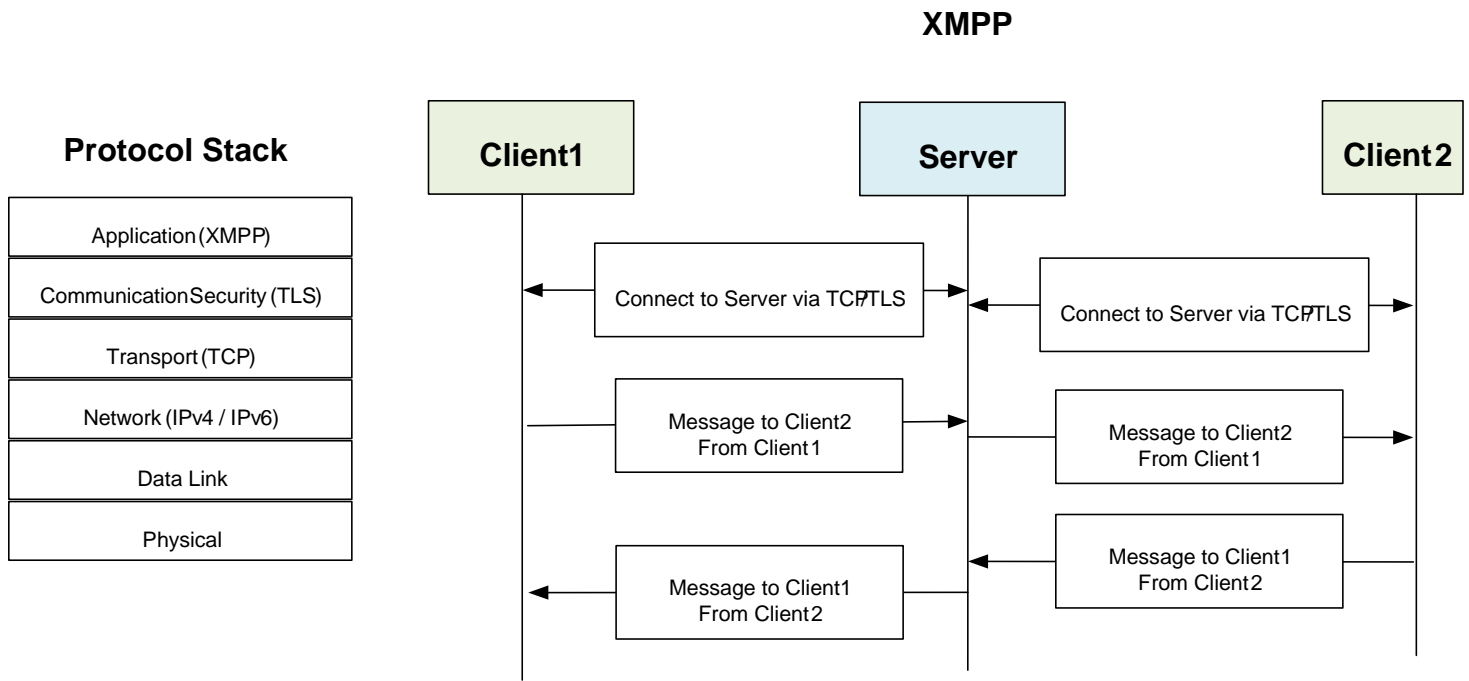 XMPP
Protocol Stack
Application (XMPP)
Communication Security (TLS)
Transport (TCP)
Network (IPv4 / IPv6)
Data Link
Physical
Client1
Server
Client2
Connect to Server via TCP/TLS
Connect to Server via TCP/TLS
Message to Client2
From Client1
Message to Client2
From Client1
Message to Client1
From Client2
Message to Client1
From Client2